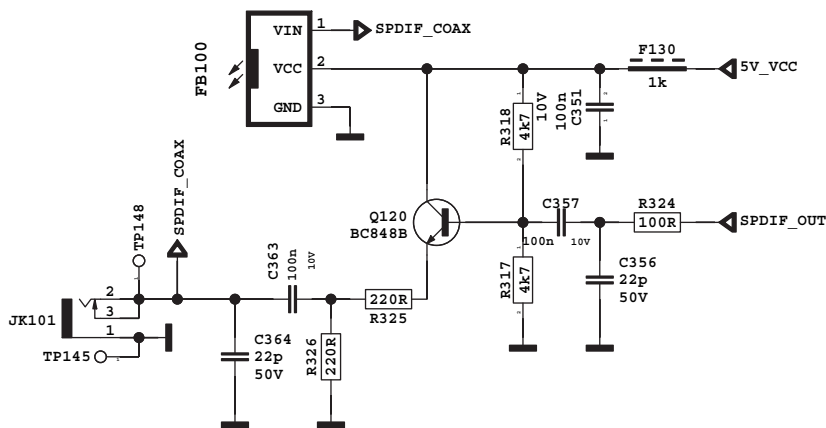 FB100
VIN
1
SPDIF_COAX
VCC
2
GND
3
F130
1k
5V_VCC
R318
4k7
10V
100n
C351
SPDIF_COAX
TP148
Q120
BC848B
C357
100n
10V
R324
100R
SPDIF_OUT
R317
4k7
C356
22p
50V
C363
100n
10V
220R
R325
R326
220R
2
3
1
JK101
TP145
C364
22p
50V